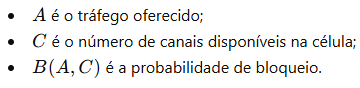 • A é o tráfego oferecido;
• C é o número de canais disponíveis na célula;
• B(A, C) é a probabilidade de bloqueio.